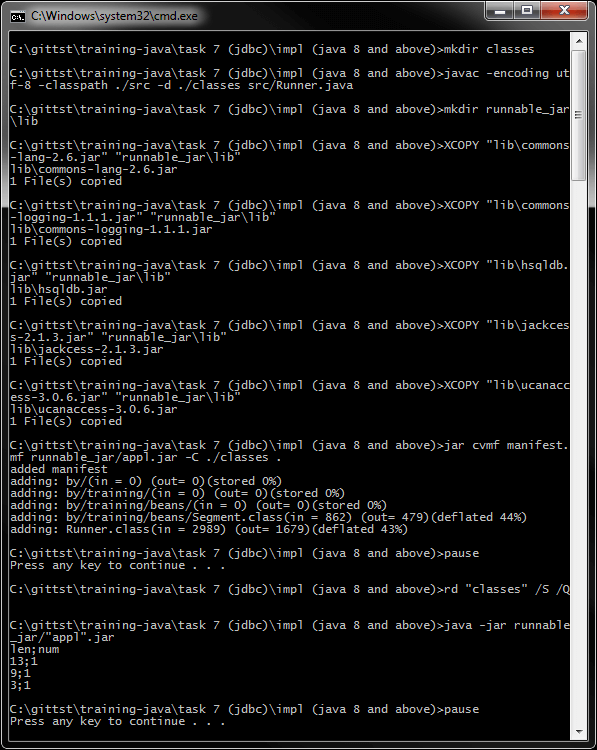 C:\Windows\system32\cmd.exe
C:\gittst\training-java\task 7 (jdbc)\impl (java 8 and above)>mkdir classes
C:\gittst\training-java\task 7 (jdbc)\impl (java 8 and above)>javac -encoding ut
f-8 -classpath ./src -d ./classes src/Runner.java
C:\gittst\training-java\task 7 (jdbc)\impl (java 8 and above)>mkdir runnable_jar
\lib
C:\gittst\training-java\task 7 (jdbc)\impl (java 8 and above)>XCOPY "lib\commons
-lang-2.6.jar" "runnable_jar\lib"
lib\commons-lang-2.6.jar
1 File(s) copied
C:\gittst\training-java\task 7 (jdbc)\impl (java 8 and above)>XCOPY "lib\commons
-logging-1.1.1.jar" "runnable_jar\lib"
lib\commons-logging-1.1.1.jar
1 File(s) copied
C:\gittst\training-java\task 7 (jdbc)\impl (java 8 and above)>XCOPY "lib\hsqldb.
jar" "runnable_jar\lib"
lib\hsqldb.jar
1 File(s) copied
C:\gittst\training-java\task 7 (jdbc)\impl (java 8 and above)>XCOPY "lib\jackces
s-2.1.3.jar" "runnable_jar\lib"
lib\jackcess-2.1.3.jar
1 File(s) copied
C:\gittst\training-java\task 7 (jdbc)\impl (java 8 and above)>XCOPY "lib\ucanacc
ess-3.0.6.jar" "runnable_jar\lib"
lib\ucanaccess-3.0.6.jar
1 File(s) copied
C:\gittst\training-java\task 7 (jdbc)\impl (java 8 and above)>jar cvmf manifest.
mf runnable_jar/appl.jar -C ./classes .
added manifest
adding: by/(in = 0) (out= 0)(stored 0%)
adding: by/training/(in = 0) (out= 0)(stored 0%)
adding: by/training/beans/(in = 0) (out= 0)(stored 0%)
adding: by/training/beans/Segment.class(in = 862) (out= 479)(deflated 44%)
adding: Runner.class(in = 2989) (out= 1679)(deflated 43%)
C:\gittst\training-java\task 7 (jdbc)\impl (java 8 and above)>pause
Press any key to continue . . .
C:\gittst\training-java\task 7 (jdbc)\impl (java 8 and above)>rd "classes" /S /Q
C:\gittst\training-java\task 7 (jdbc)\impl (java 8 and above)>java -jar runnable
_jar/"appl".jar
len;num
13;1
9;1
3;1
C:\gittst\training-java\task 7 (jdbc)\impl (java 8 and above)>pause
Press any key to continue . . .